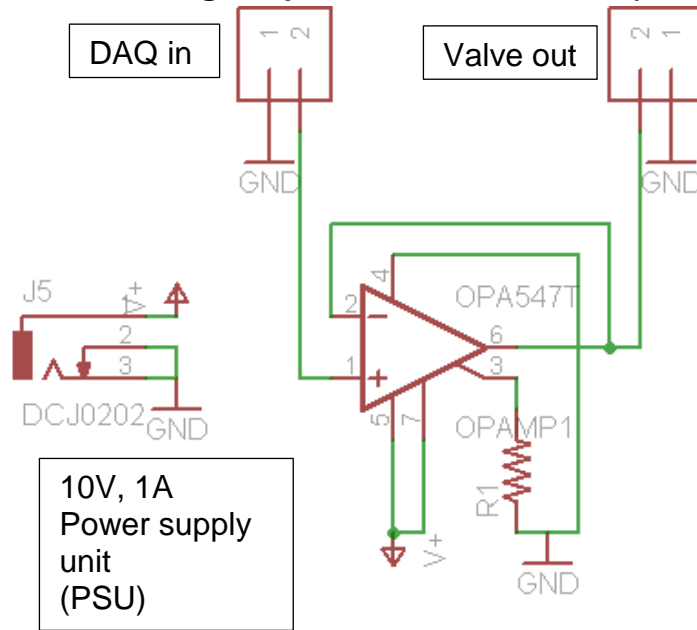 DAQ in
1 2
Valve out
2 1
GND
GND
J5
V+
1
2
3
DCJ0202
GND
4
OPA547T
2
6
1
3
5
7
OPAMP1
R1
V+
GND
10V, 1A
Power supply
unit
(PSU)